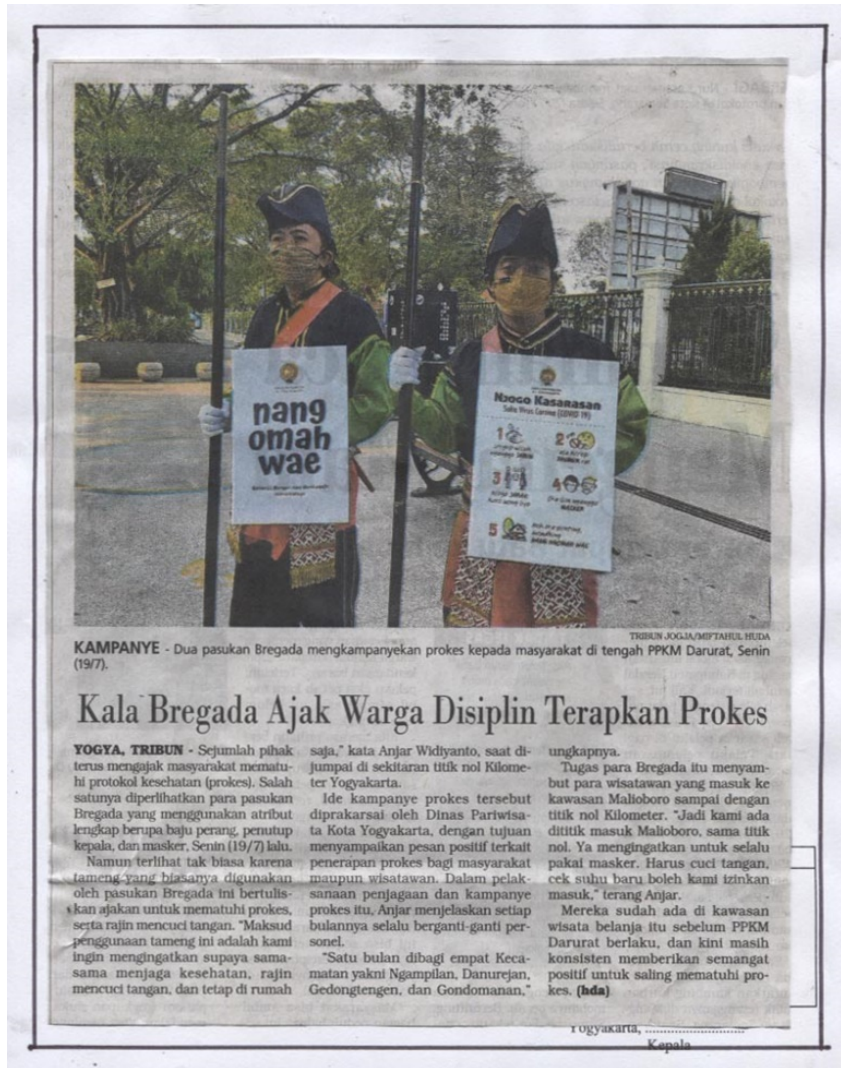 nang
omah
wae
NJOGO KASARASAN
Saka Virus Corona (COVID 19)
1
2
3
4
5
TRIBUN JOGJA/MIFTAHUL HUDA
KAMPANYE - Dua pasukan Bregada mengkampanyekan prokes kepada masyarakat di tengah PPKM Darurat, Senin
(19/7).
Kala Bregada Ajak Warga Disiplin Terapkan Prokes
YOGYA, TRIBUN - Sejumlah pihak
terus mengajak masyarakat mematu-
hi protokol kesehatan (prokes). Salah
satunya diperlihatkan para pasukan
Bregada yang menggunakan atribut
lengkap berupa baju perang, penutup
kepala, dan masker, Senin (19/7) lalu.
Namun terlihat tak biasa karena
tameng yang biasanya digunakan
oleh pasukan Bregada ini bertulis-
kan ajakan untuk mematuhi prokes,
serta rajin mencuci tangan. "Maksud
penggunaan tameng ini adalah kami
ingin mengingatkan supaya sama-
sama menjaga kesehatan, rajin
mencuci tangan, dan tetap di rumah
saja," kata Anjar Widiyanto, saat di-
jumpai di sekitaran titik nol Kilome-
ter Yogyakarta.
Ide kampanye prokes tersebut
diprakarsai oleh Dinas Pariwisa-
ta Kota Yogyakarta, dengan tujuan
menyampaikan pesan positif terkait
penerapan prokes bagi masyarakat
maupun wisatawan. Dalam pelak-
sanaan penjagaan dan kampanye
prokes itu, Anjar menjelaskan setiap
bulannya selalu berganti-ganti per-
sonel.
"Satu bulan dibagi empat Keca-
matan yakni Ngampilan, Danurejan,
Gedongtengen, dan Gondomanan,"
ungkapnya.
Tugas para Bregada itu menyam-
but para wisatawan yang masuk ke
kawasan Malioboro sampai dengan
titik nol Kilometer. "Jadi kami ada
dititik masuk Malioboro, sama titik
nol. Ya mengingatkan untuk selalu
pakai masker. Harus cuci tangan,
cek suhu baru boleh kami izinkan
masuk," terang Anjar.
Mereka sudah ada di kawasan
wisata belanja itu sebelum PPKM
Darurat berlaku, dan kini masih
konsisten memberikan semangat
positif untuk saling mematuhi pro-
kes. (hda)
Yogyakarta, ............................
Kepala